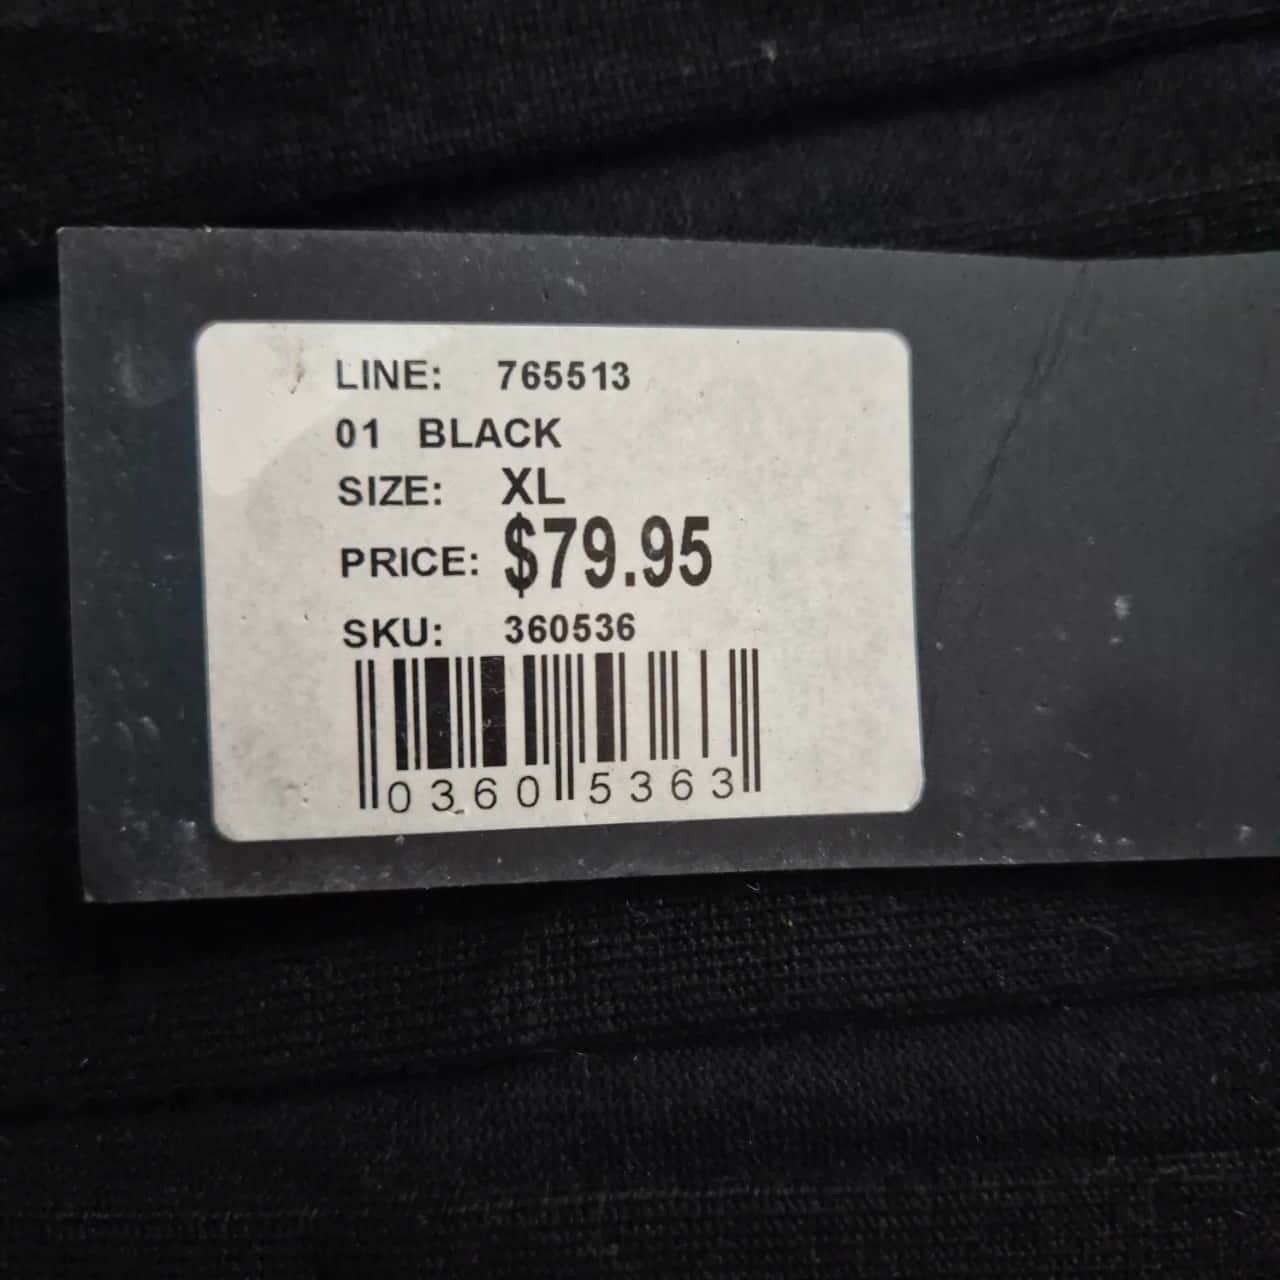 LINE: 765513
01 BLACK
SIZE: XL
PRICE: $79.95
SKU: 360536
0360 5363